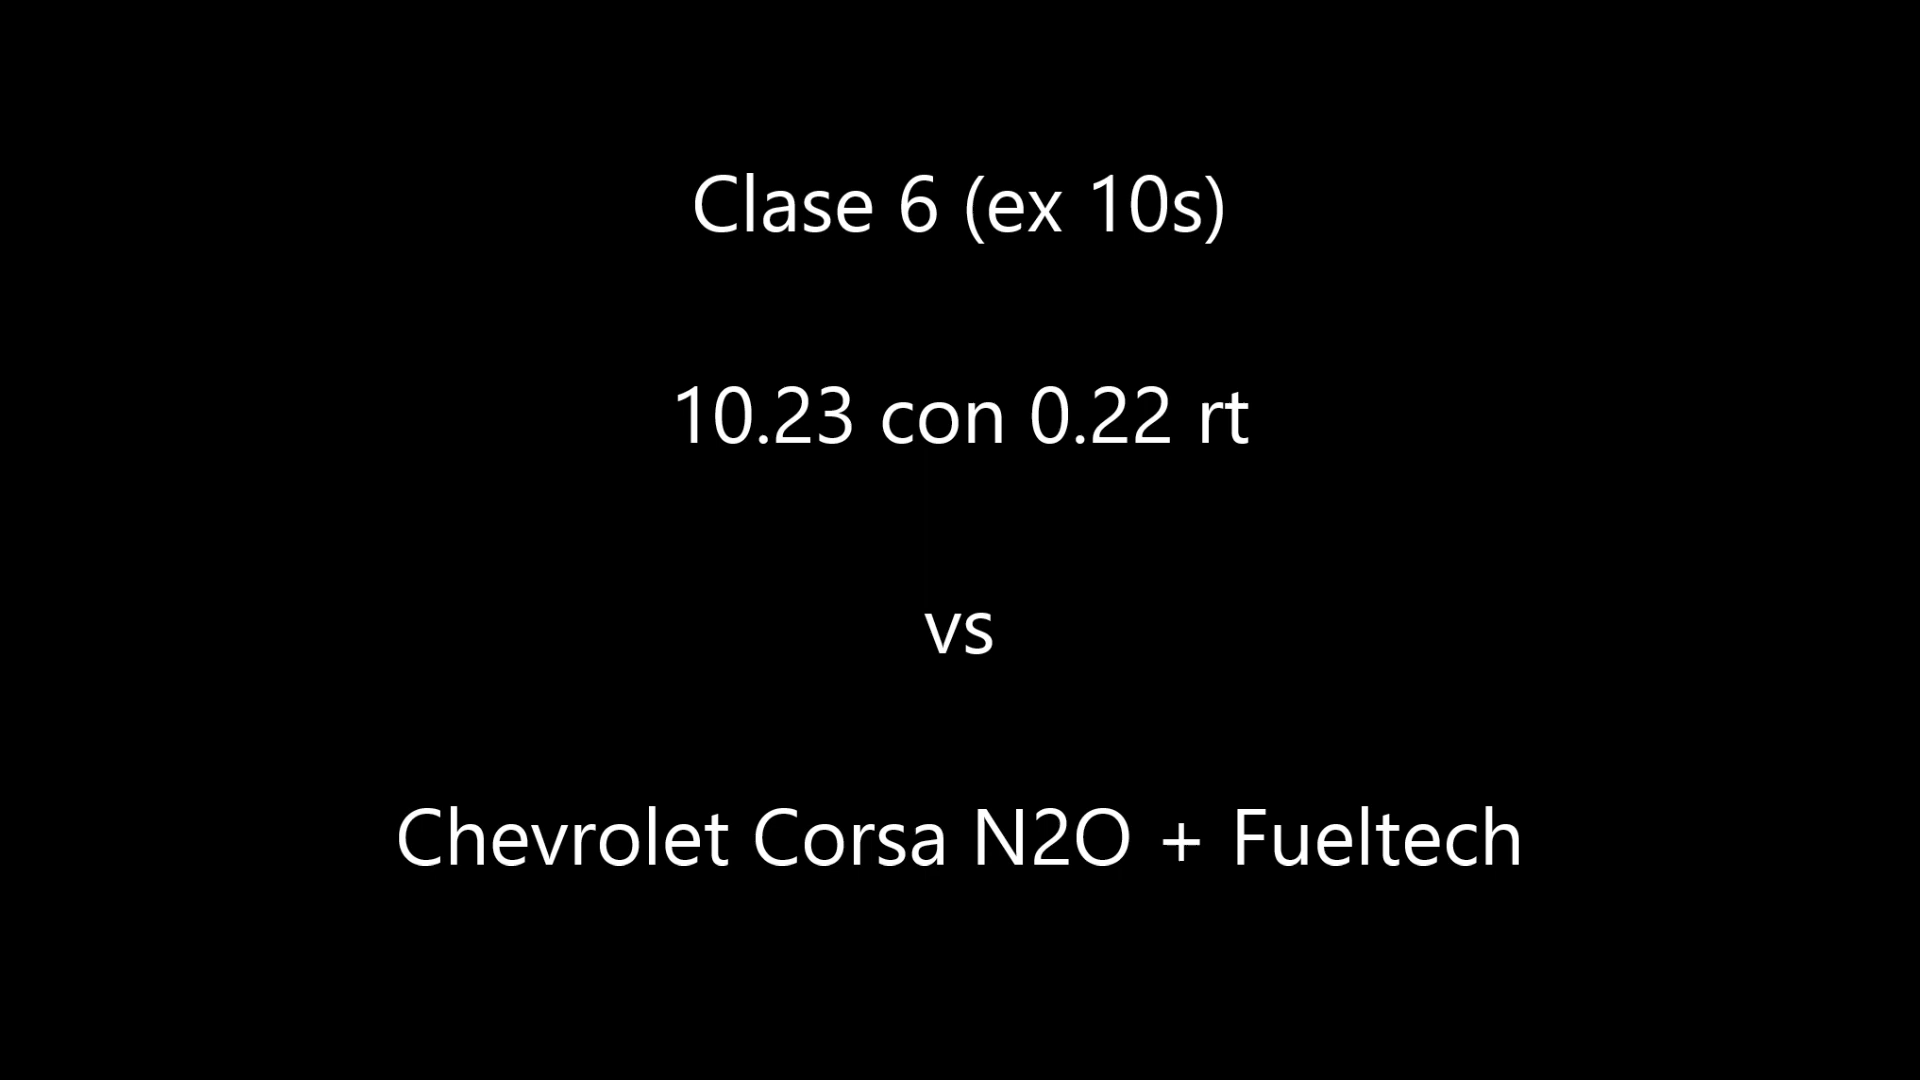 Clase 6 (ex 10s)
10.23 con 0.22 rt
vs
Chevrolet Corsa N2O + Fueltech